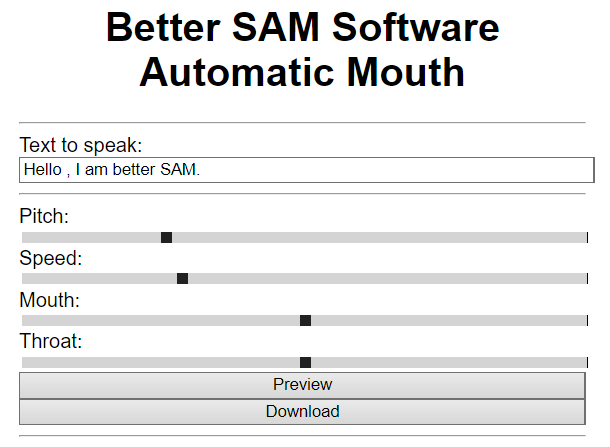 Better SAM Software
Automatic Mouth
Text to speak:
Hello , I am better SAM.
Pitch:
Speed:
Mouth:
Throat:
Preview
Download